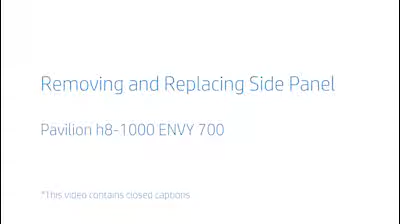 Removing and Replacing Side Panel
Pavilion h8-1000 ENVY 700
*This video contains closed captions